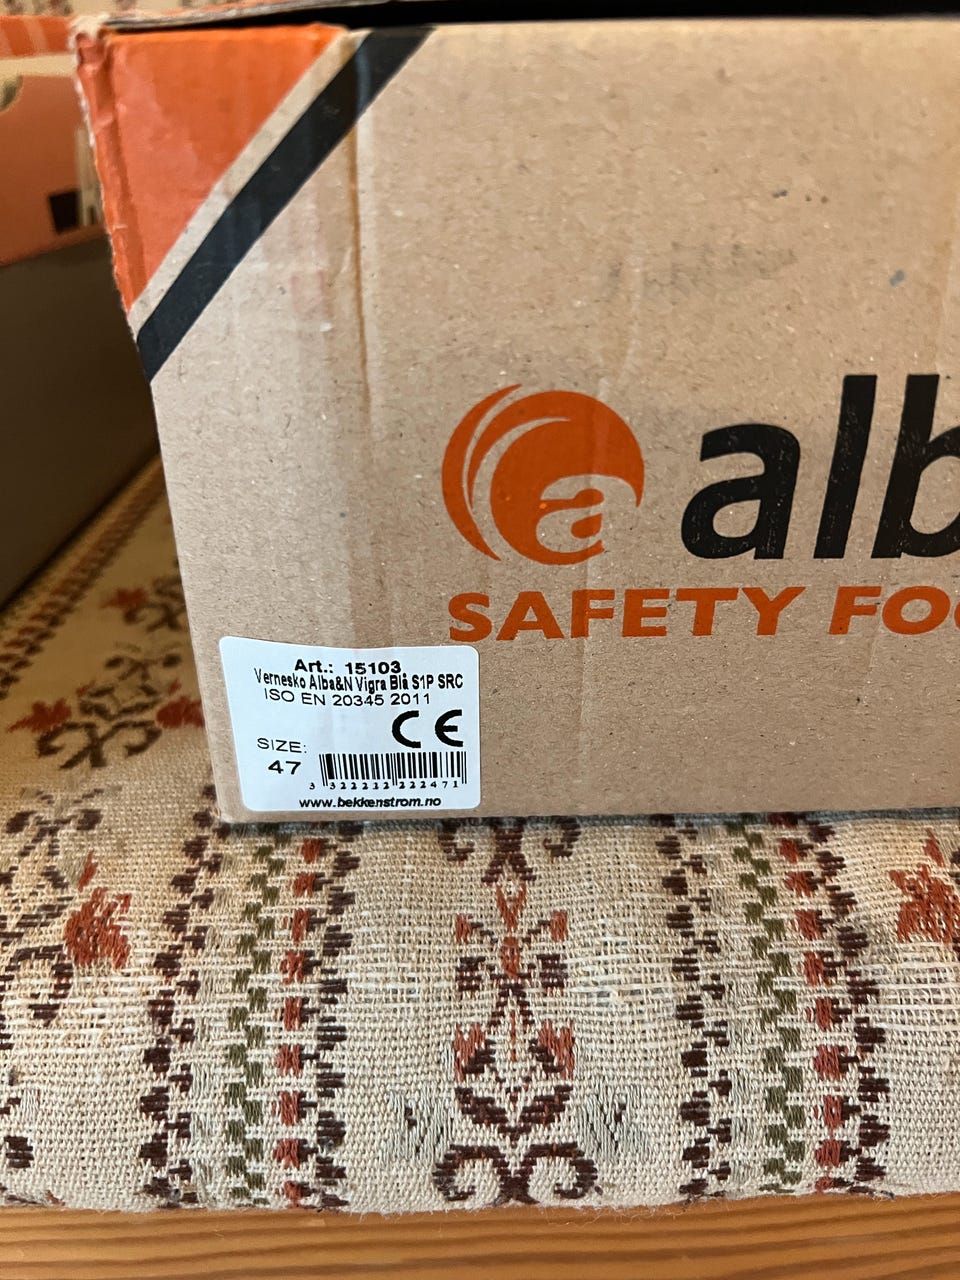 a
alb
SAFETY FOO
Art.: 15103
Vernesko Alba&N Vigra Blå S1P SRC
ISO EN 20345 2011
CE
SIZE:
47
3 322222 222471
www.bekkenstrom.no